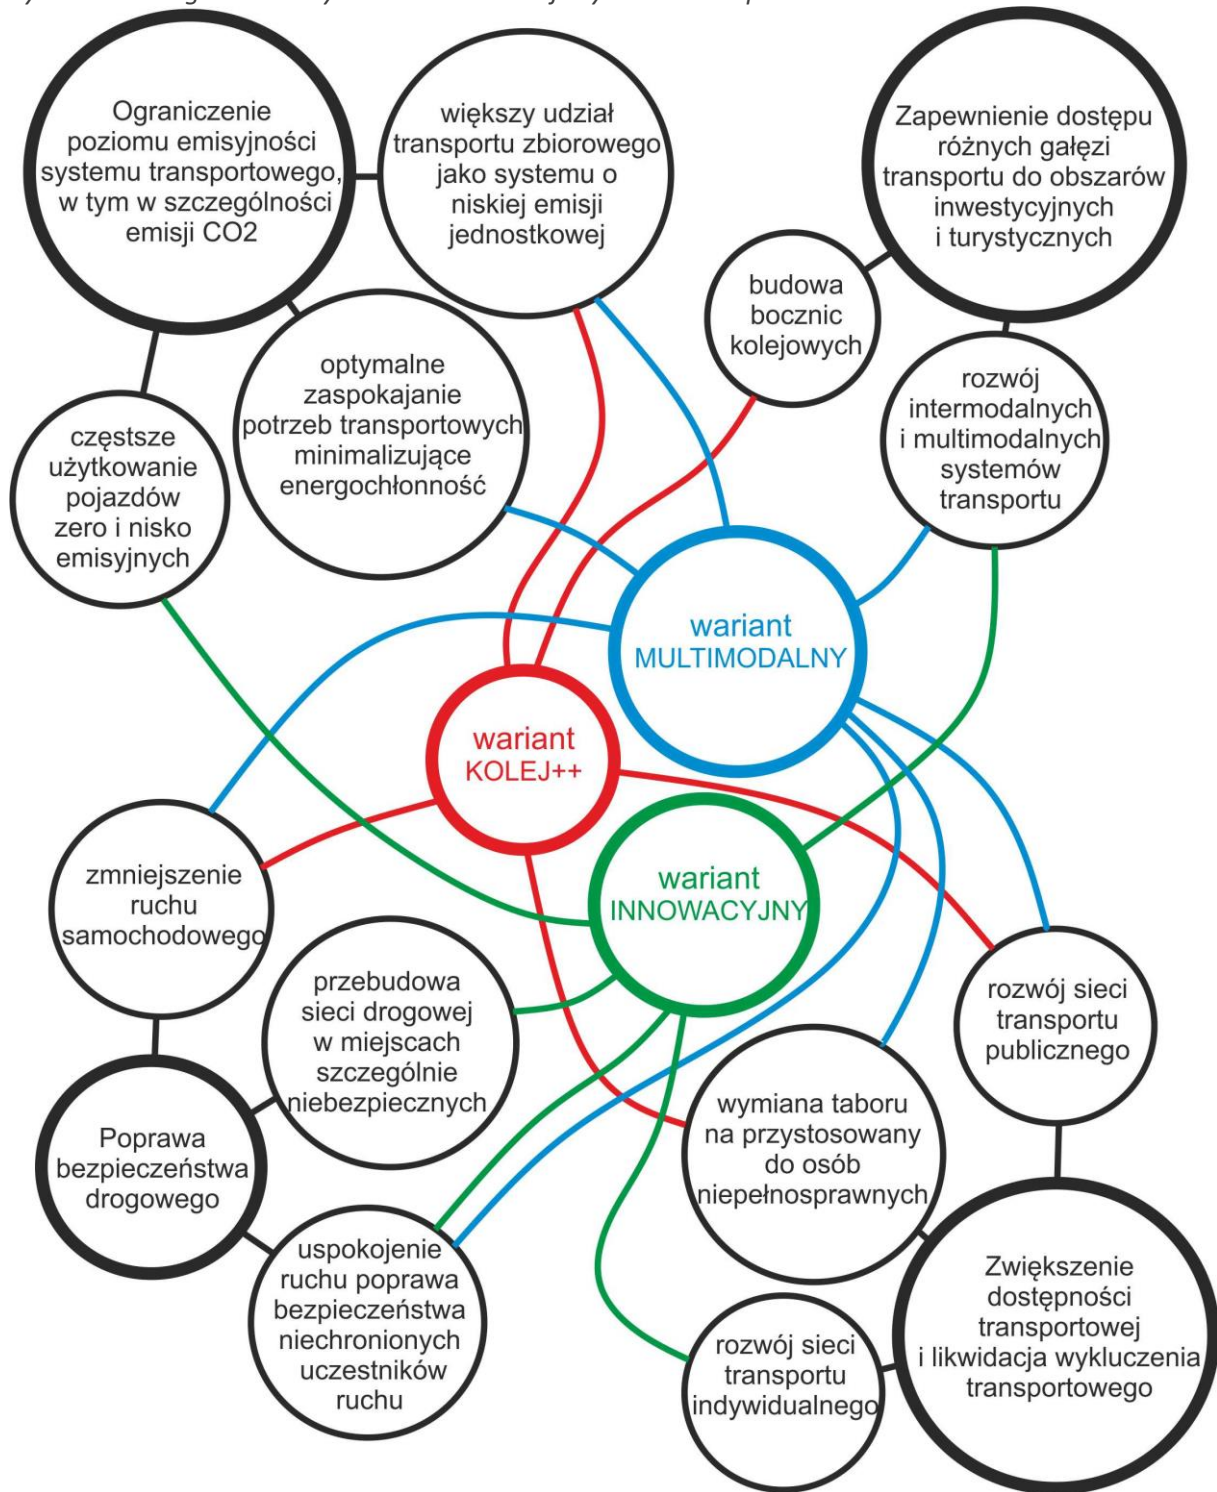 Ograniczenie
poziomu emisyjności
systemu transportowego,
w tym w szczególności
emisji CO2
większy udział
transportu zbiorowego
jako systemu o
niskiej emisji
jednostkowej
Zapewnienie dostępu
różnych gałęzi
transportu do obszarów
inwestycyjnych
i turystycznych
budowa
bocznic
kolejowych
optymalne
zaspokajanie
potrzeb transportowych
minimalizujące
energochłonność
rozwój
intermodalnych
i multimodalnych
systemów
transportu
częstsze
użytkowanie
pojazdów
zero i nisko
emisyjnych
wariant
MULTIMODALNY
wariant
KOLEJ++
wariant
INNOWACYJNY
zmniejszenie
ruchu
samochodowego
przebudowa
sieci drogowej
w miejscach
szczególnie
niebezpiecznych
rozwój sieci
transportu
publicznego
Poprawa
bezpieczeństwa
drogowego
wymiana taboru
na przystosowany
do osób
niepełnosprawnych
uspokojenie
ruchu poprawa
bezpieczeństwa
niechronionych
uczestników
ruchu
rozwój sieci
transportu
indywidualnego
Zwiększenie
dostępności
transportowej
i likwidacja wykluczenia
transportowego